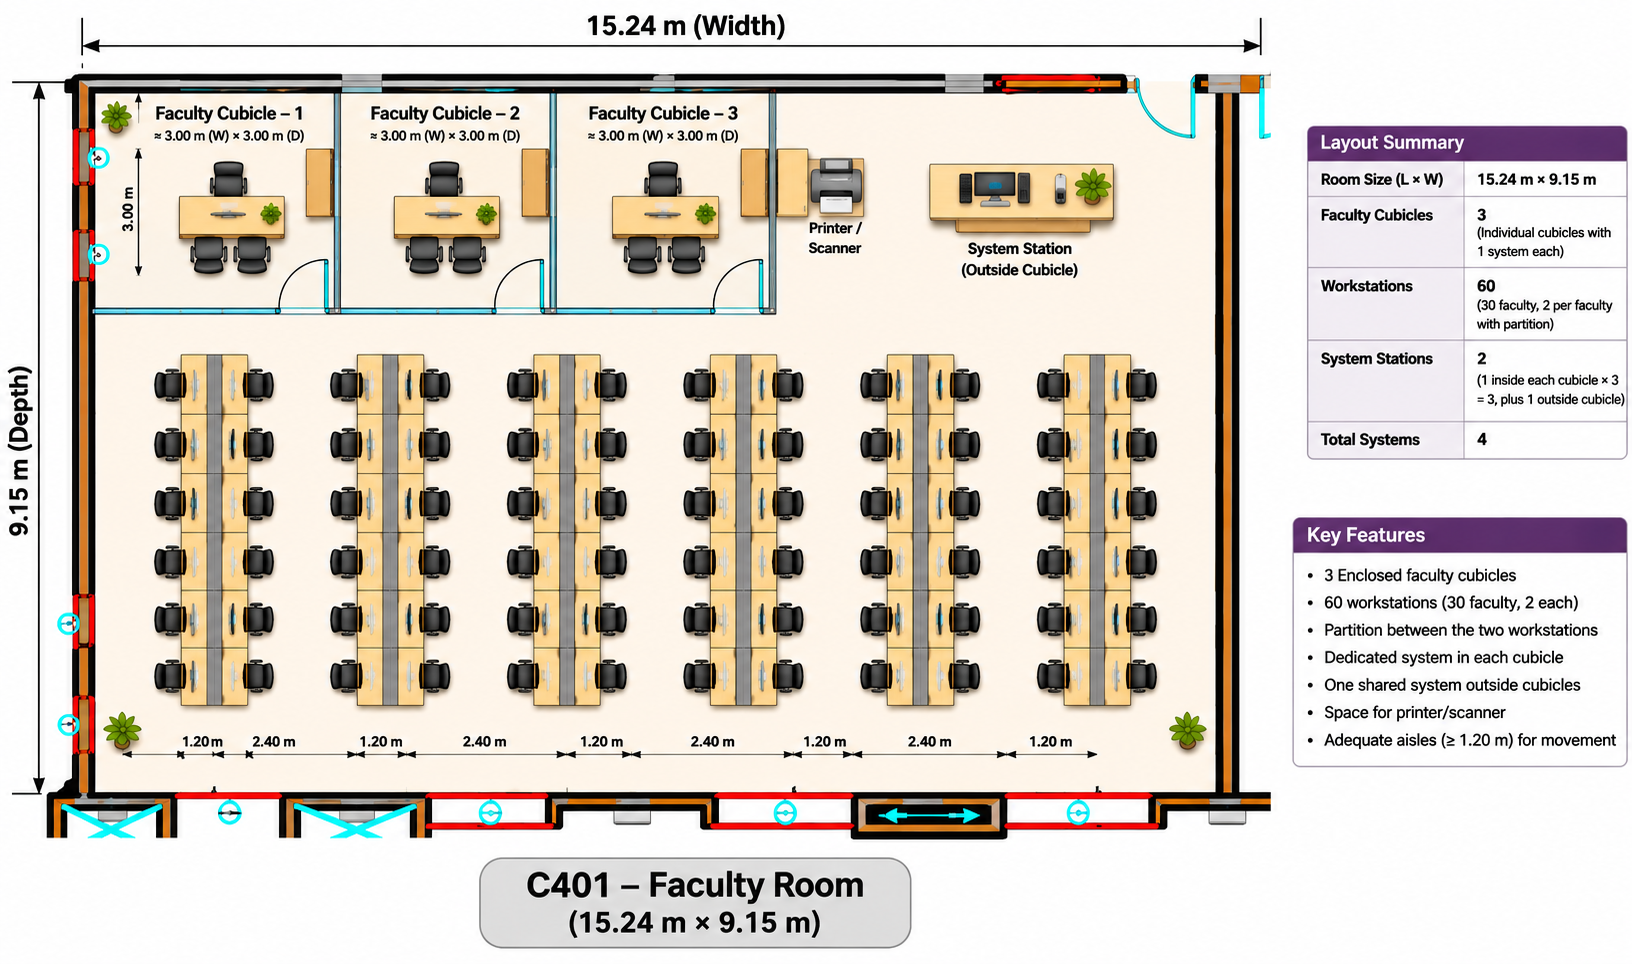 15.24 m (Width)
9.15 m (Depth)
Faculty Cubicle – 1
≈ 3.00 m (W) × 3.00 m (D)
Faculty Cubicle – 2
≈ 3.00 m (W) × 3.00 m (D)
Faculty Cubicle – 3
≈ 3.00 m (W) × 3.00 m (D)
3.00 m
Printer /
Scanner
System Station
(Outside Cubicle)
1.20 m
2.40 m
1.20 m
2.40 m
1.20 m
2.40 m
1.20 m
2.40 m
1.20 m
C401 – Faculty Room
(15.24 m × 9.15 m)
Layout Summary
Room Size (L × W)
15.24 m × 9.15 m
Faculty Cubicles
3
(Individual cubicles with
1 system each)
Workstations
60
(30 faculty, 2 per faculty
with partition)
System Stations
2
(1 inside each cubicle × 3
= 3, plus 1 outside cubicle)
Total Systems
4
Key Features
• 3 Enclosed faculty cubicles
• 60 workstations (30 faculty, 2 each)
• Partition between the two workstations
• Dedicated system in each cubicle
• One shared system outside cubicles
• Space for printer/scanner
• Adequate aisles (≥ 1.20 m) for movement